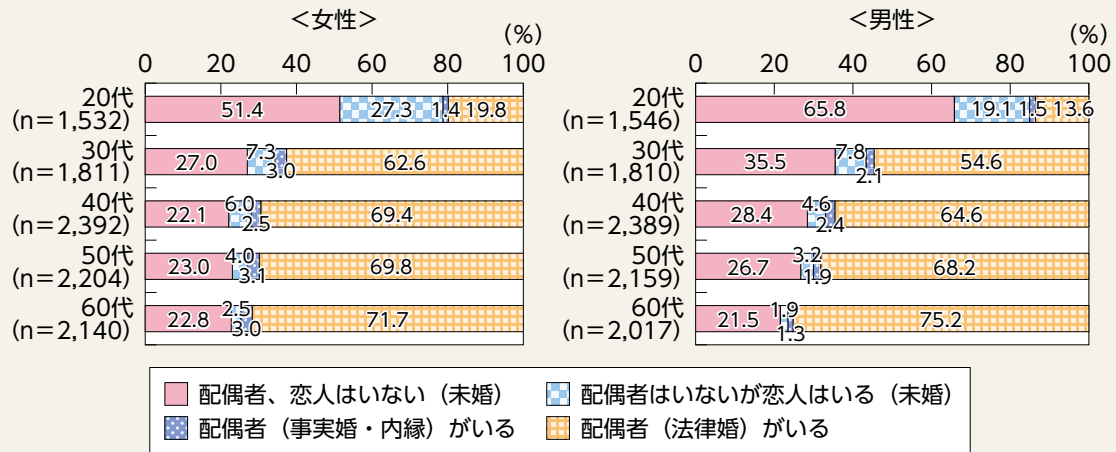 <女性>
(%)
0 20 40 60 80 100
20代
(n=1,532)
51.4 27.3 1.4 19.8
30代
(n=1,811)
27.0 7.3 3.0 62.6
40代
(n=2,392)
22.1 6.0 2.5 69.4
50代
(n=2,204)
23.0 4.0 3.1 69.8
60代
(n=2,140)
22.8 2.5 3.0 71.7
<男性>
(%)
0 20 40 60 80 100
20代
(n=1,546)
65.8 19.1 1.5 13.6
30代
(n=1,810)
35.5 7.8 2.1 54.6
40代
(n=2,389)
28.4 4.6 2.4 64.6
50代
(n=2,159)
26.7 3.2 1.9 68.2
60代
(n=2,017)
21.5 1.9 1.3 75.2
配偶者、恋人はいない(未婚)
配偶者はいないが恋人はいる(未婚)
配偶者(事実婚・内縁)がいる
配偶者(法律婚)がいる